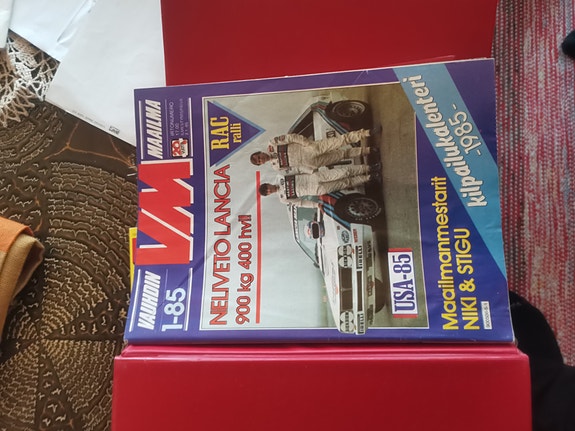 VAUHDIN
VM
MAAILMA
1-85
20
NELIVETO LANCIA
900 kg 400 hv!!
RAC
ralli
USA-85
Maailmanmestarit
NIKI & STIGU
kilpailukalenteri
-1985-